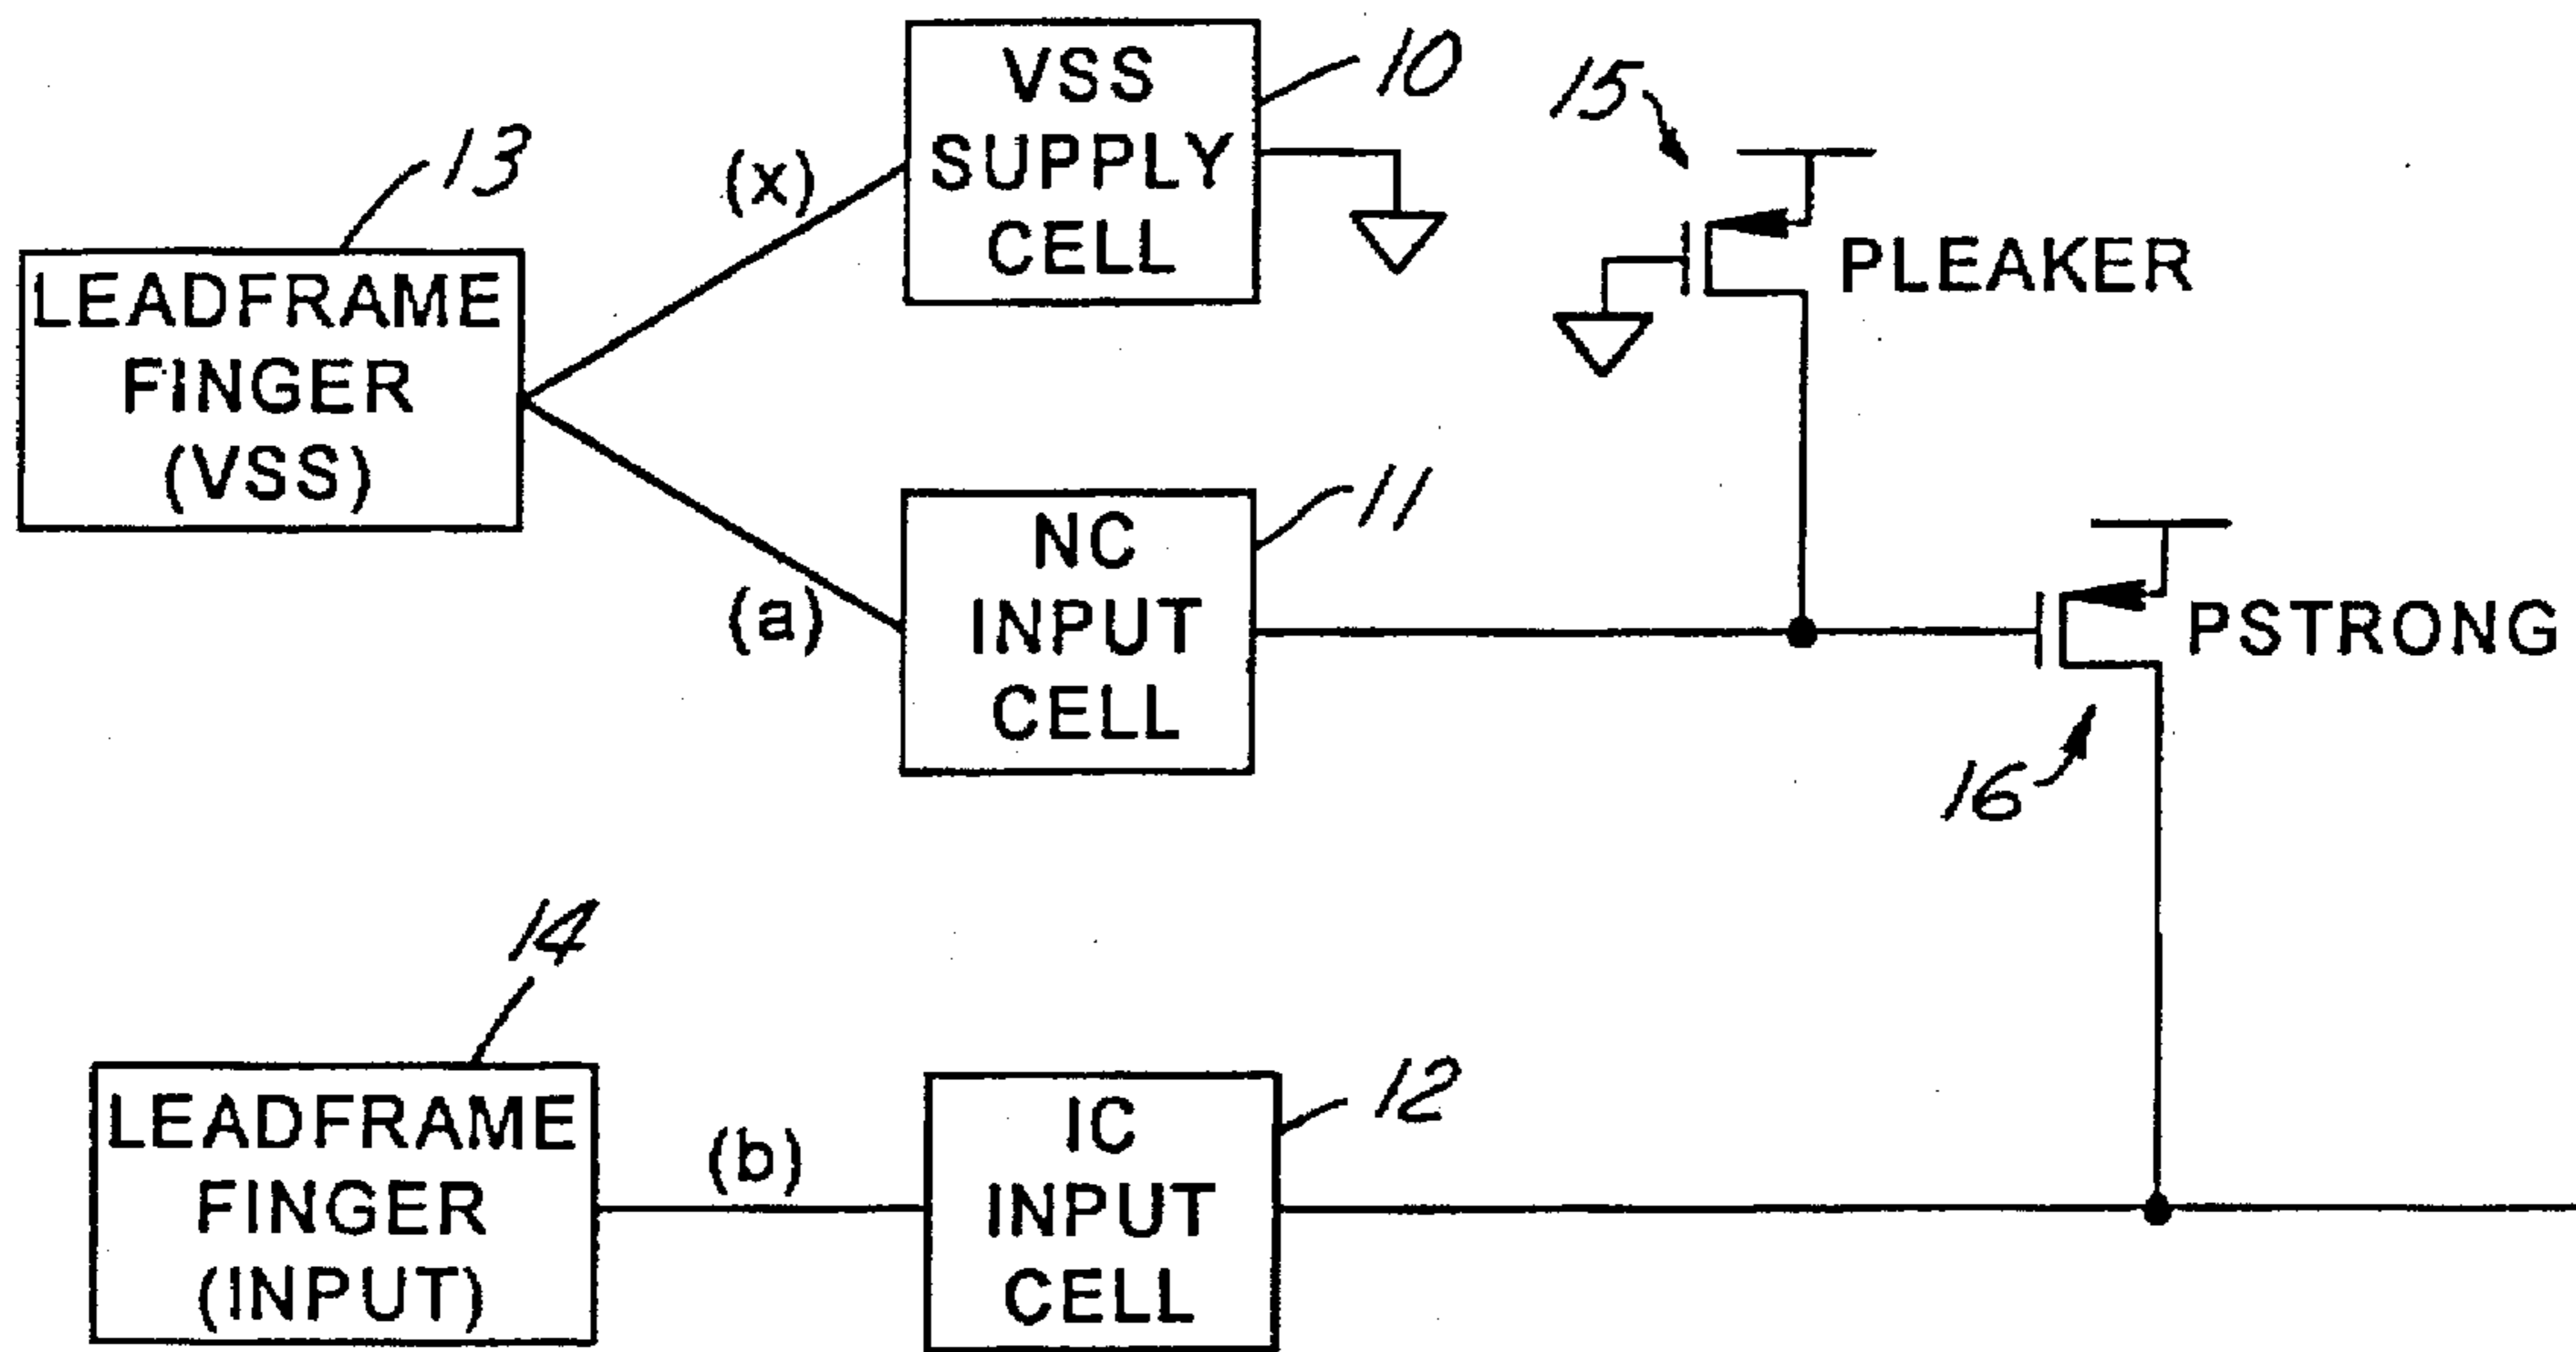 VSS
SUPPLY
CELL
10
15
13
(x)
LEADFRAME
FINGER
(VSS)
PLEAKER
(a)
NC
INPUT
CELL
11
PSTRONG
16
14
LEADFRAME
FINGER
(INPUT)
(b)
IC
INPUT
CELL
12